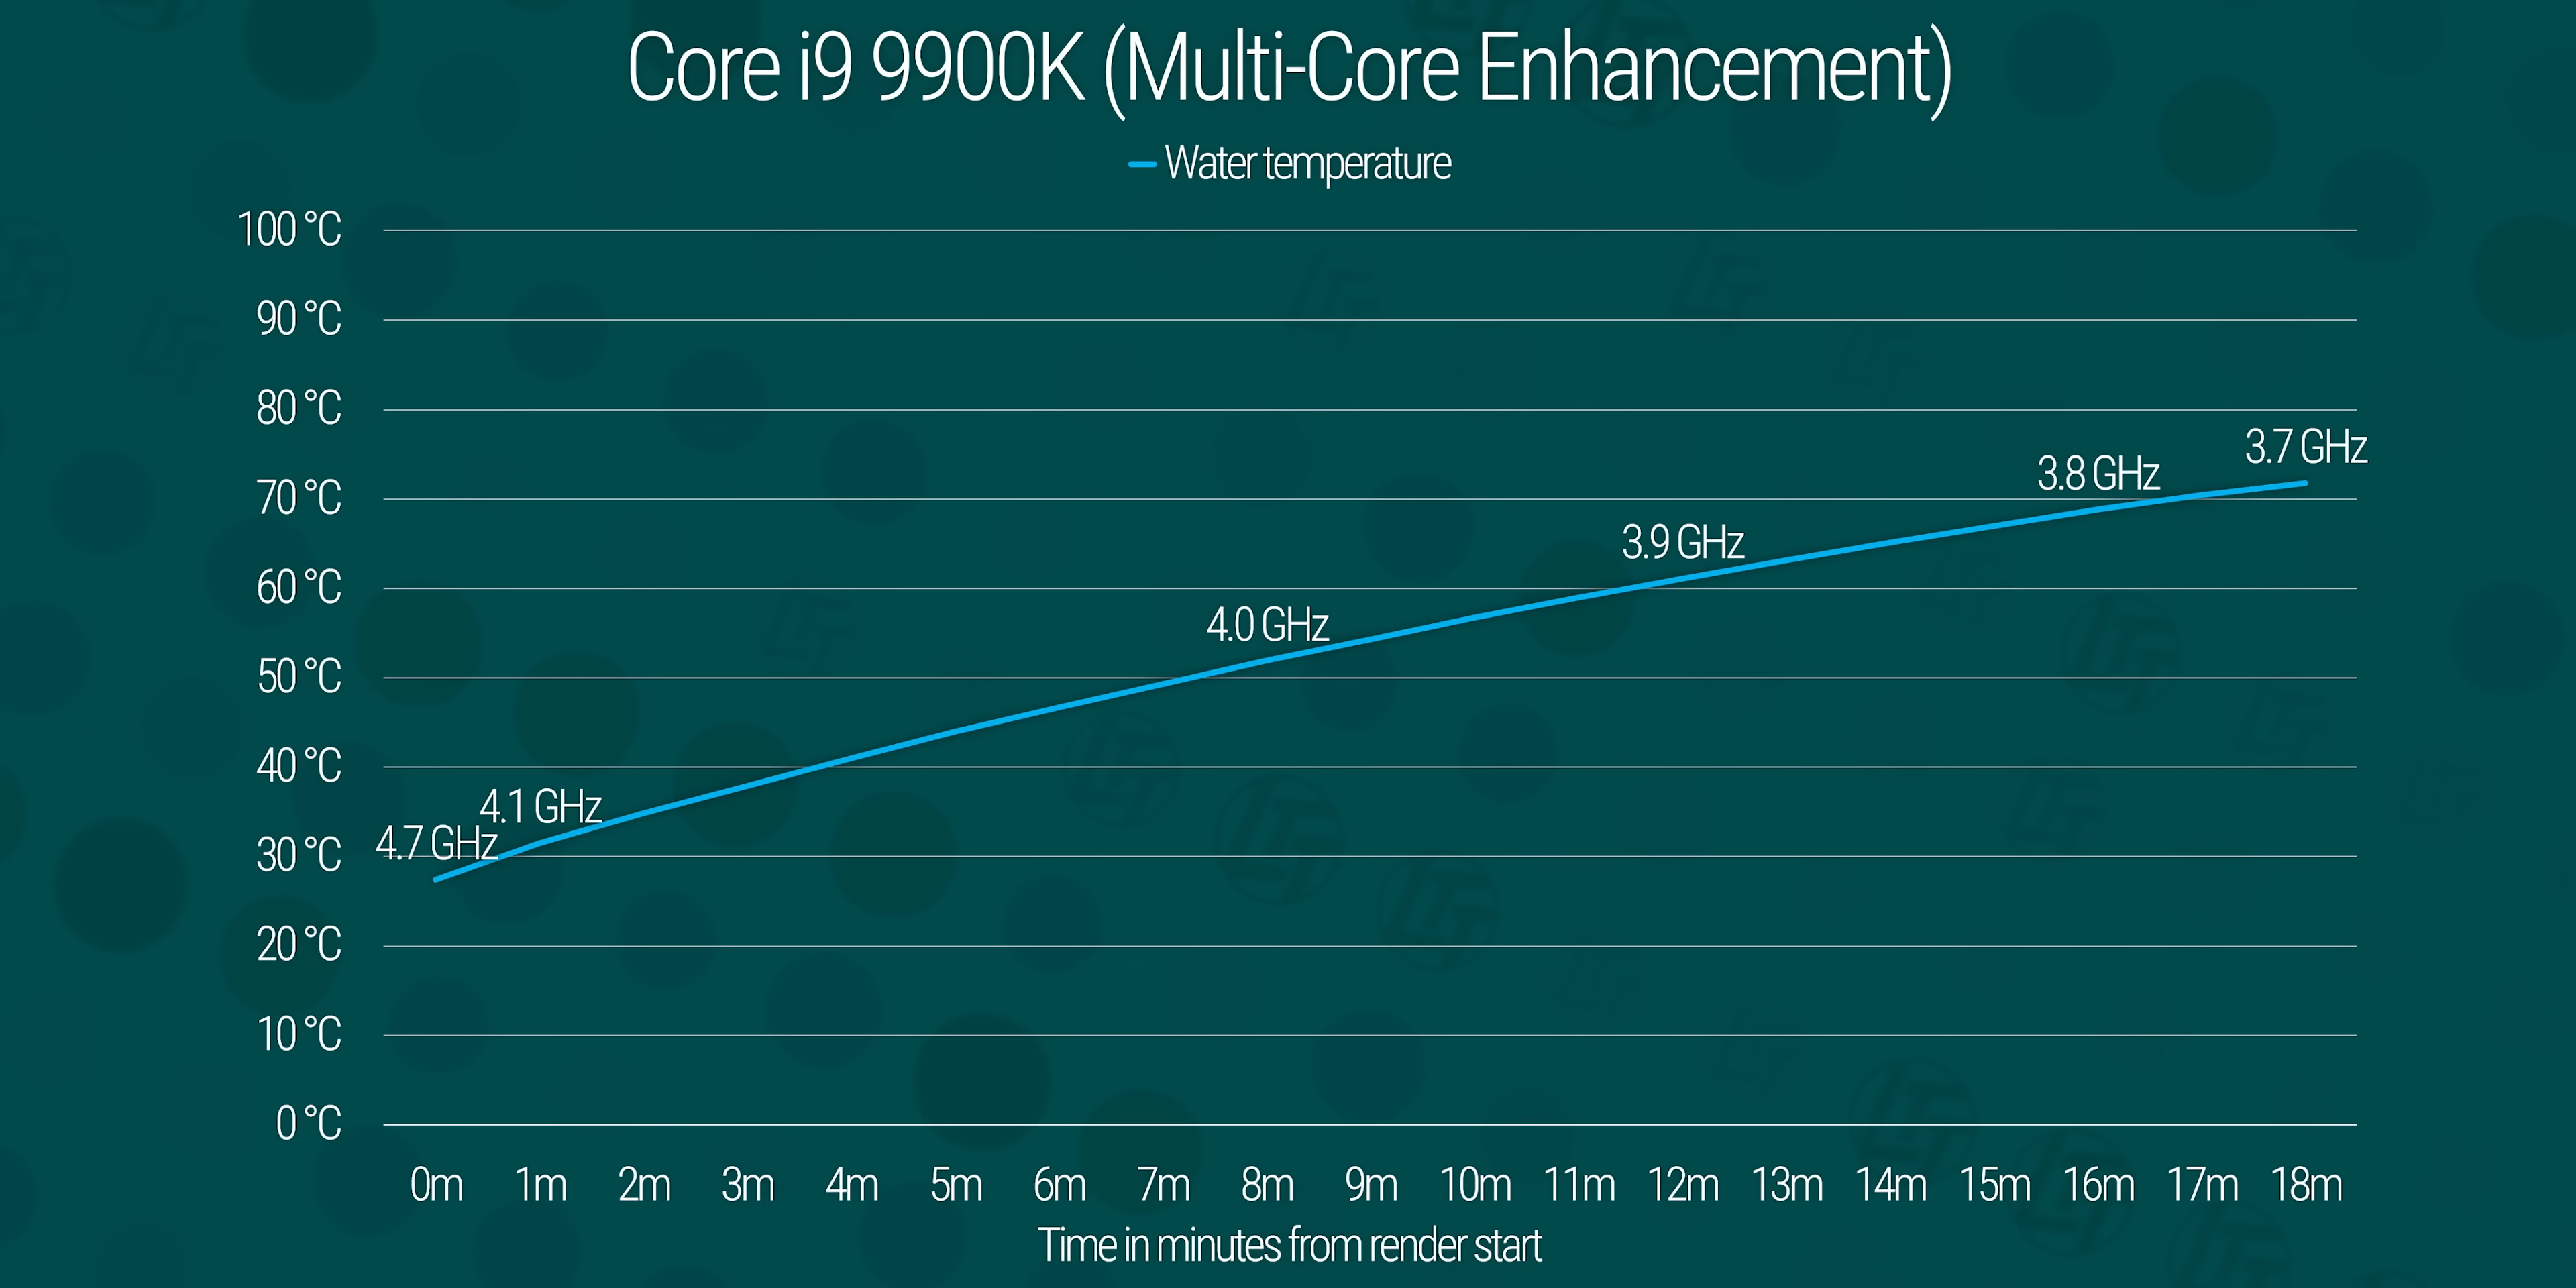 Core i9 9900K (Multi-Core Enhancement)
Water temperature
100 °C
90 °C
80 °C
70 °C
60 °C
50 °C
40 °C
30 °C
20 °C
10 °C
0 °C
4.7 GHz
4.1 GHz
4.0 GHz
3.9 GHz
3.8 GHz
3.7 GHz
0m 1m 2m 3m 4m 5m 6m 7m 8m 9m 10m 11m 12m 13m 14m 15m 16m 17m 18m
Time in minutes from render start